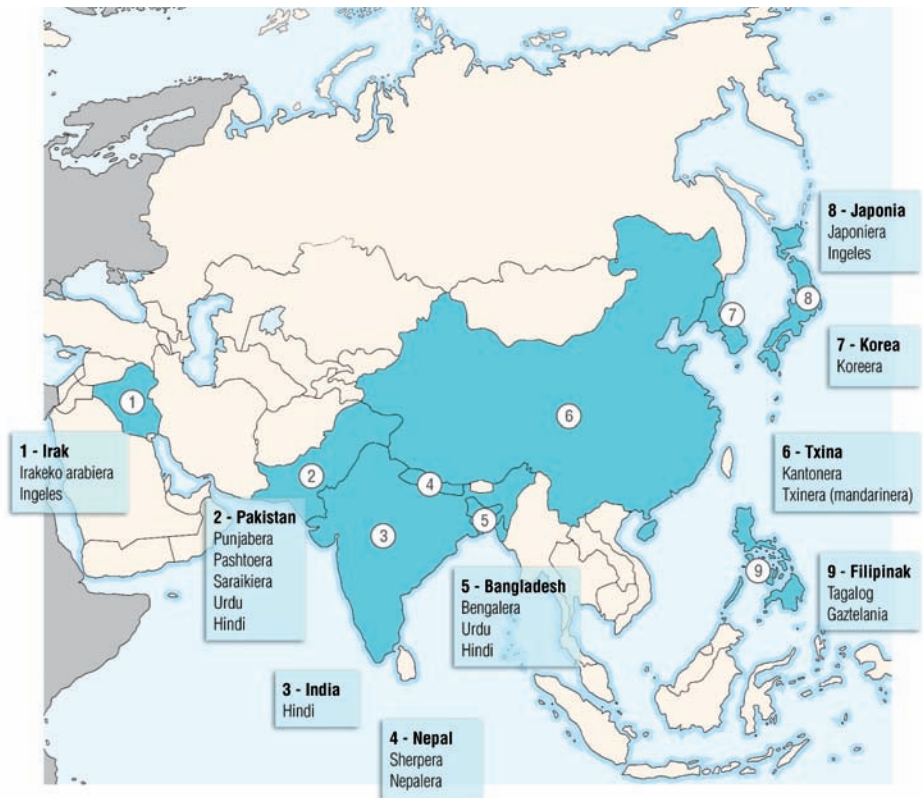 1 - Irak
Irakeko arabiera
Ingeles
2 - Pakistan
Punjabera
Pashtoera
Saraikiera
Urdu
Hindi
3 - India
Hindi
4 - Nepal
Sherpera
Nepalera
5 - Bangladesh
Bengalera
Urdu
Hindi
6 - Txina
Kantonera
Txinera (mandarinera)
7 - Korea
Koreera
8 - Japonia
Japoniera
Ingeles
9 - Filipinak
Tagalog
Gaztelania
1
2
3
4
5
6
7
8
9